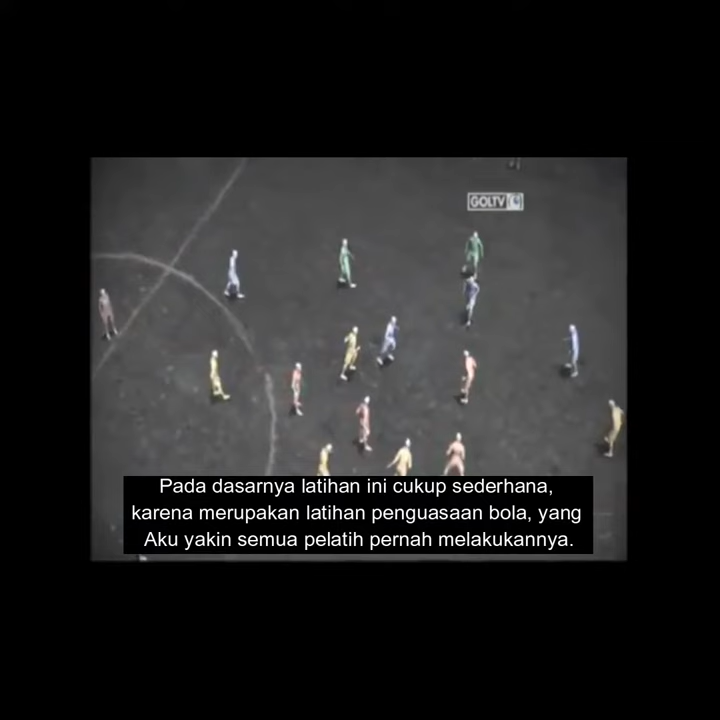 GOLTV
Pada dasarnya latihan ini cukup sederhana,
karena merupakan latihan penguasaan bola, yang
Aku yakin semua pelatih pernah melakukannya.